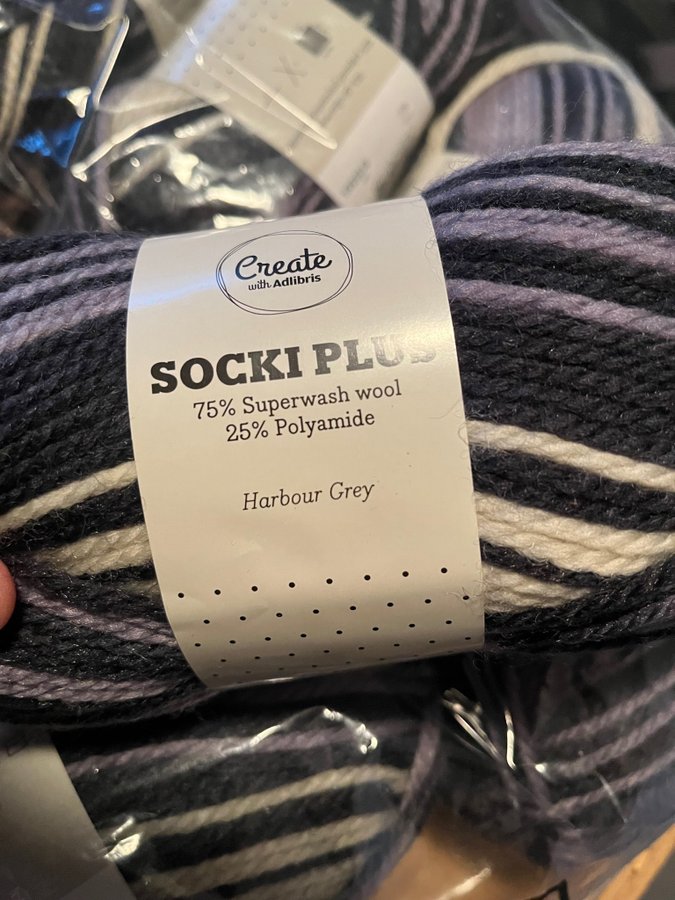 Create
with Adlibris
SOCKI PLUS
75% Superwash wool
25% Polyamide
Harbour Grey